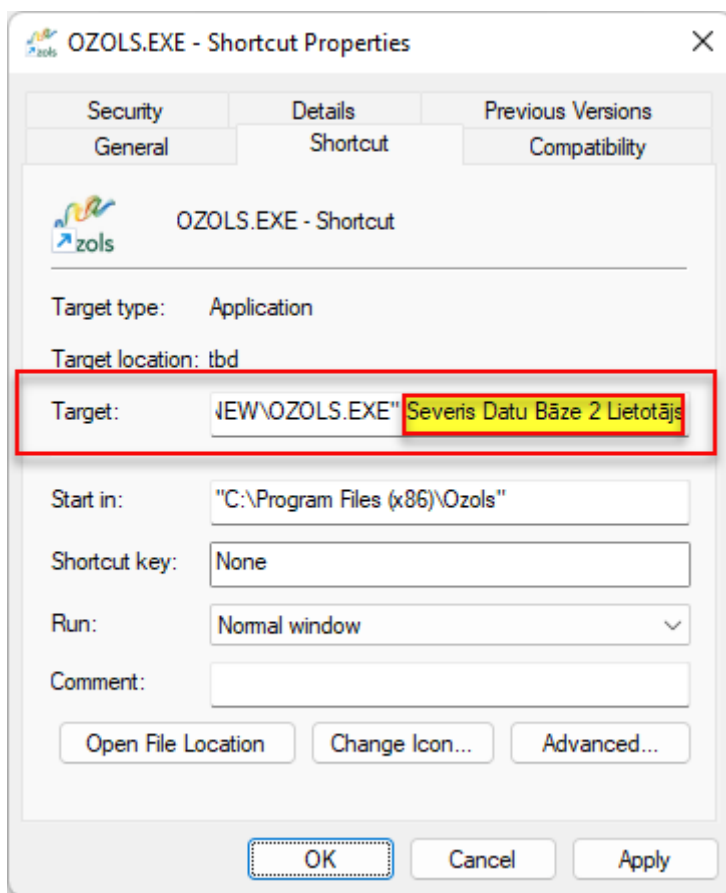 OZOLS.EXE - Shortcut Properties
Security Details Previous Versions
General Shortcut Compatibility
zols OZOLS.EXE - Shortcut
Target type: Application
Target location: tbd
Target: NEW\OZOLS.EXE" Severis Datu Bāze 2 Lietotājs
Start in: "C:\Program Files (x86)\Ozols"
Shortcut key: None
Run: Normal window
Comment:
Open File Location Change Icon... Advanced...
OK Cancel Apply